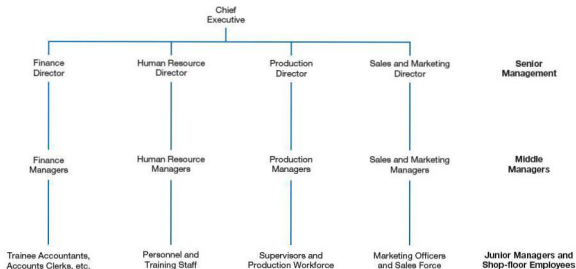 Chief
Executive
Finance
Director
Human Resource
Director
Production
Director
Sales and Marketing
Director
Senior
Management
Finance
Managers
Human Resource
Managers
Production
Managers
Sales and Marketing
Managers
Middle
Managers
Trainee Accountants,
Accounts Clerks, etc.
Personnel and
Training Staff
Supervisors and
Production Workforce
Marketing Officers
and Sales Force
Junior Managers and
Shop-floor Employees